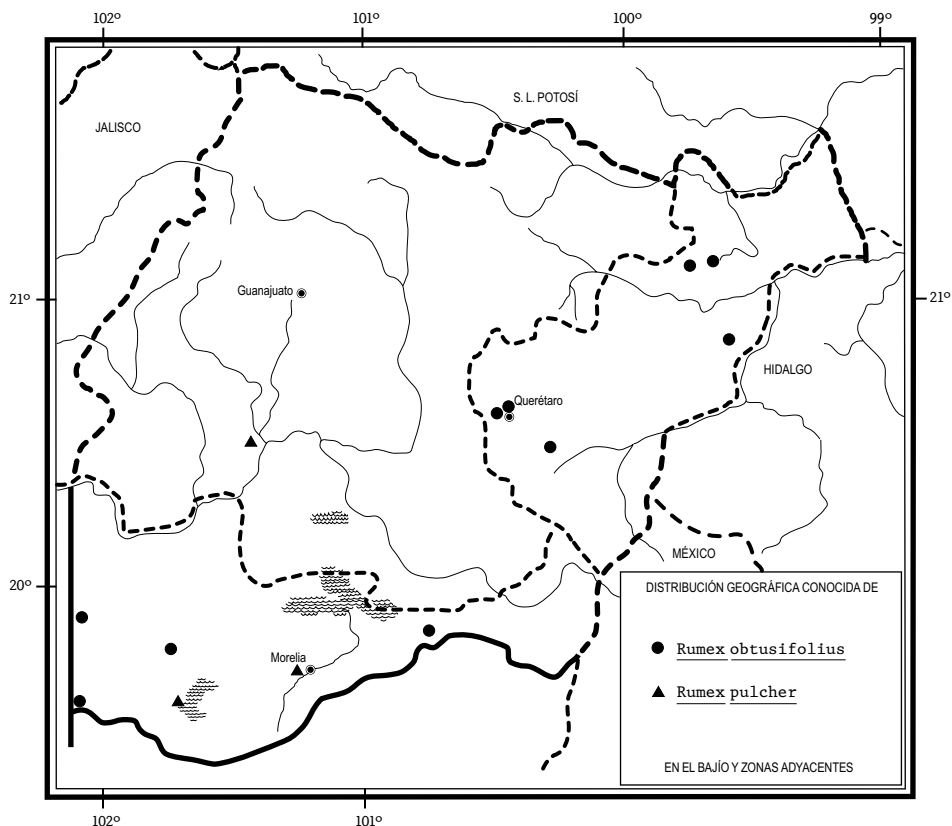 102º 101º 100º 99º
S. L. POTOSÍ
JALISCO
Guanajuato
21º 21º
HIDALGO
Querétaro
MÉXICO
20º
DISTRIBUCIÓN GEOGRÁFICA CONOCIDA DE
Rumex obtusifolius
Morelia
Rumex pulcher
EN EL BAJÍO Y ZONAS ADYACENTES
102º 101º